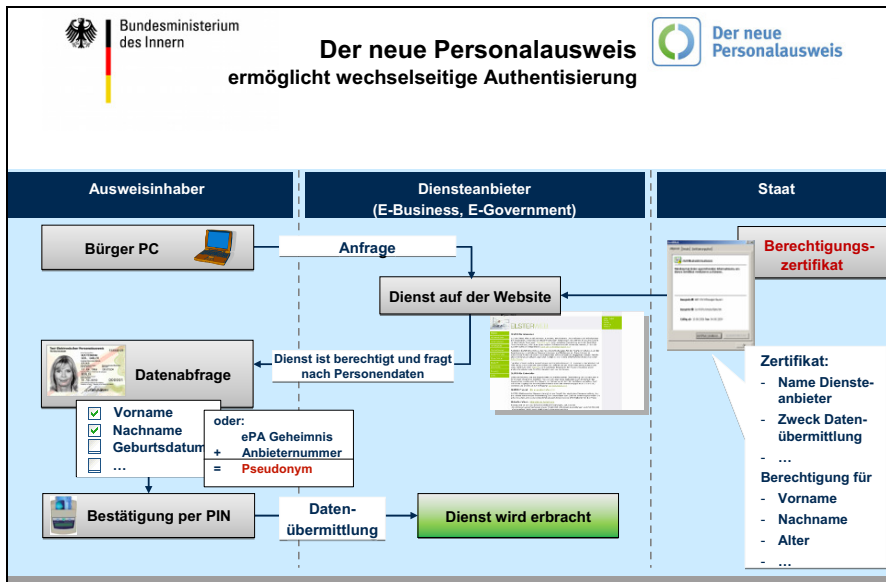 Bundesministerium
des Innern
Der neue Personalausweis
ermöglicht wechselseitige Authentisierung
Der neue
Personalausweis
Ausweisinhaber
Diensteanbieter
(E-Business, E-Government)
Staat
Bürger PC
Anfrage
Berechtigungs-
zertifikat
Dienst auf der Website
Dienst ist berechtigt und fragt
nach Personendaten
Datenabfrage
Vorname
Nachname
Geburtsdatum
...
oder:
ePA Geheimnis
+ Anbieternummer
= Pseudonym
Zertifikat:
- Name Dienste-
anbieter
- Zweck Daten-
übermittlung
- ...
Berechtigung für
- Vorname
- Nachname
- Alter
- ...
Bestätigung per PIN
Daten-
übermittlung
Dienst wird erbracht